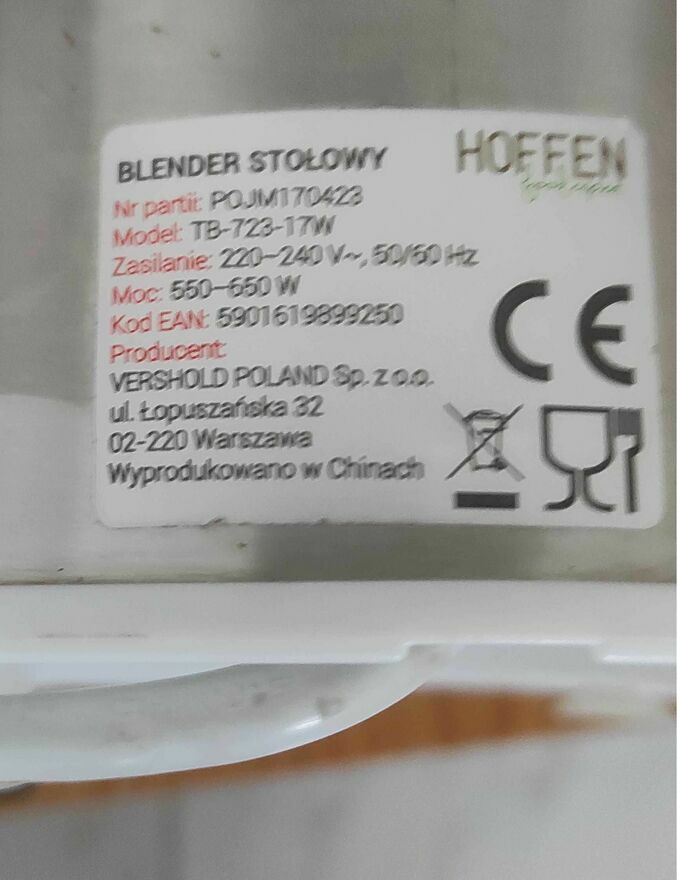 HOFFEN
BLENDER STOŁOWY
Nr partii: POJM170423
Model: TB-723-17W
Zasilanie: 220–240 V~, 50/60 Hz
Moc: 550–650 W
Kod EAN: 5901619899250
Producent:
VERSHOLD POLAND Sp. z o.o.
ul. Łopuszańska 32
02-220 Warszawa
Wyprodukowano w Chinach
CE